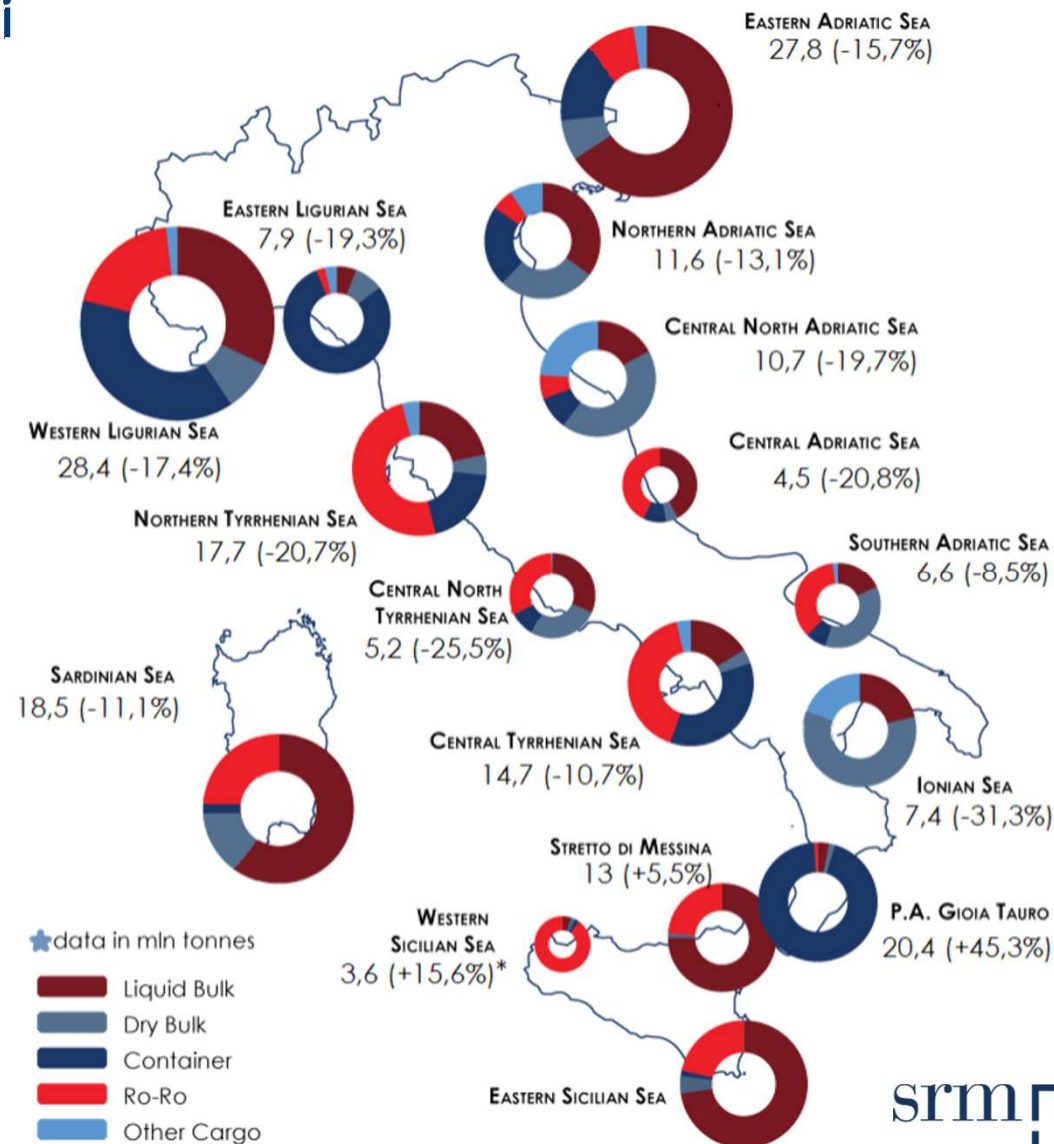 i
EASTERN ADRIATIC SEA
27,8 (-15,7%)
EASTERN LIGURIAN SEA
7,9 (-19,3%)
NORTHERN ADRIATIC SEA
11,6 (-13,1%)
CENTRAL NORTH ADRIATIC SEA
10,7 (-19,7%)
WESTERN LIGURIAN SEA
28,4 (-17,4%)
CENTRAL ADRIATIC SEA
4,5 (-20,8%)
NORTHERN TYRRHENIAN SEA
17,7 (-20,7%)
SOUTHERN ADRIATIC SEA
6,6 (-8,5%)
CENTRAL NORTH
TYRRHENIAN SEA
5,2 (-25,5%)
SARDINIAN SEA
18,5 (-11,1%)
CENTRAL TYRRHENIAN SEA
14,7 (-10,7%)
IONIAN SEA
7,4 (-31,3%)
STRETTO DI MESSINA
13 (+5,5%)
WESTERN
SICILIAN SEA
3,6 (+15,6%)*
P.A. GIOIA TAURO
20,4 (+45,3%)
EASTERN SICILIAN SEA
data in mln tonnes
Liquid Bulk
Dry Bulk
Container
Ro-Ro
Other Cargo
srm